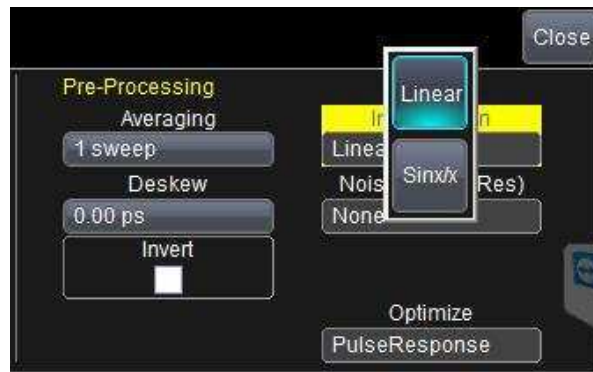 Close
Pre-Processing
Averaging
1 sweep
Deskew
0.00 ps
Invert
Linear
Sinx/x
Res)
None
Optimize
PulseResponse